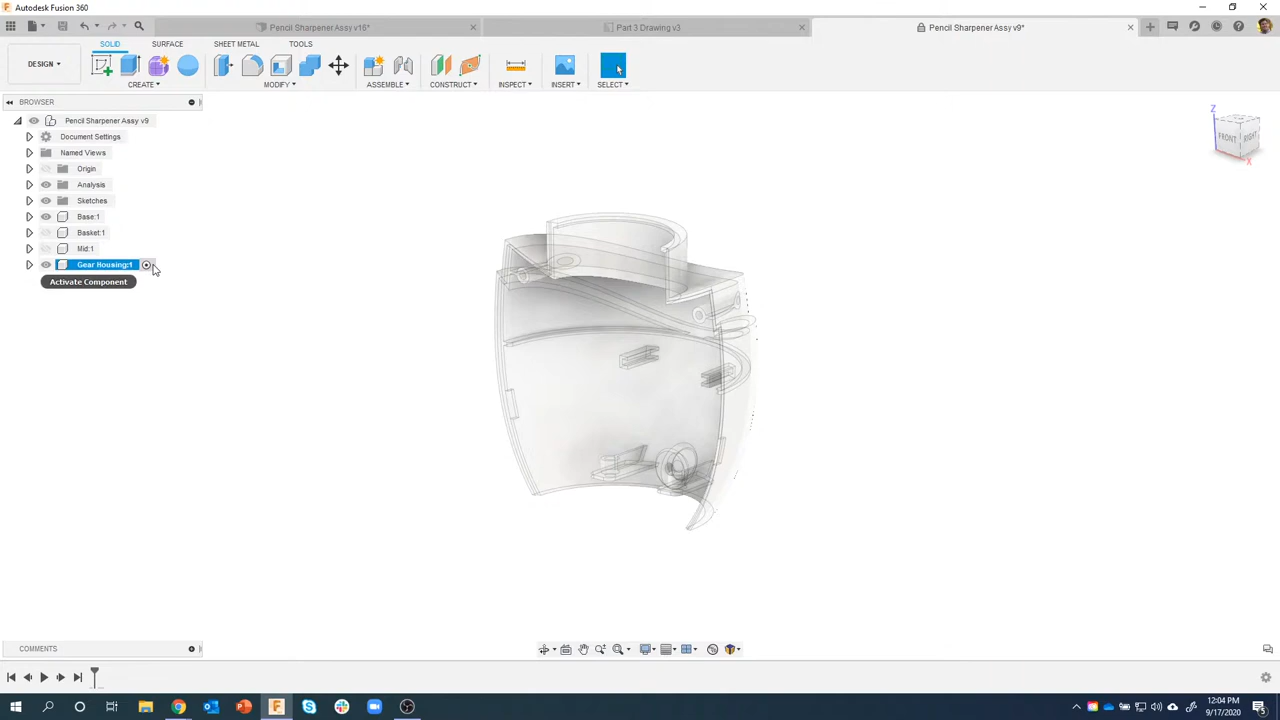 Autodesk Fusion 360
Pencil Sharpener Assy v16*
Part 3 Drawing v3
Pencil Sharpener Assy v9*
SOLID
SURFACE
SHEET METAL
TOOLS
DESIGN
CREATE
MODIFY
ASSEMBLE
CONSTRUCT
INSPECT
INSERT
SELECT
BROWSER
Pencil Sharpener Assy v9
Document Settings
Named Views
Origin
Analysis
Sketches
Base:1
Basket:1
Mid:1
Gear Housing:1
Activate Component
Z
FRONT
RIGHT
X
COMMENTS
12:04 PM
9/17/2020
5